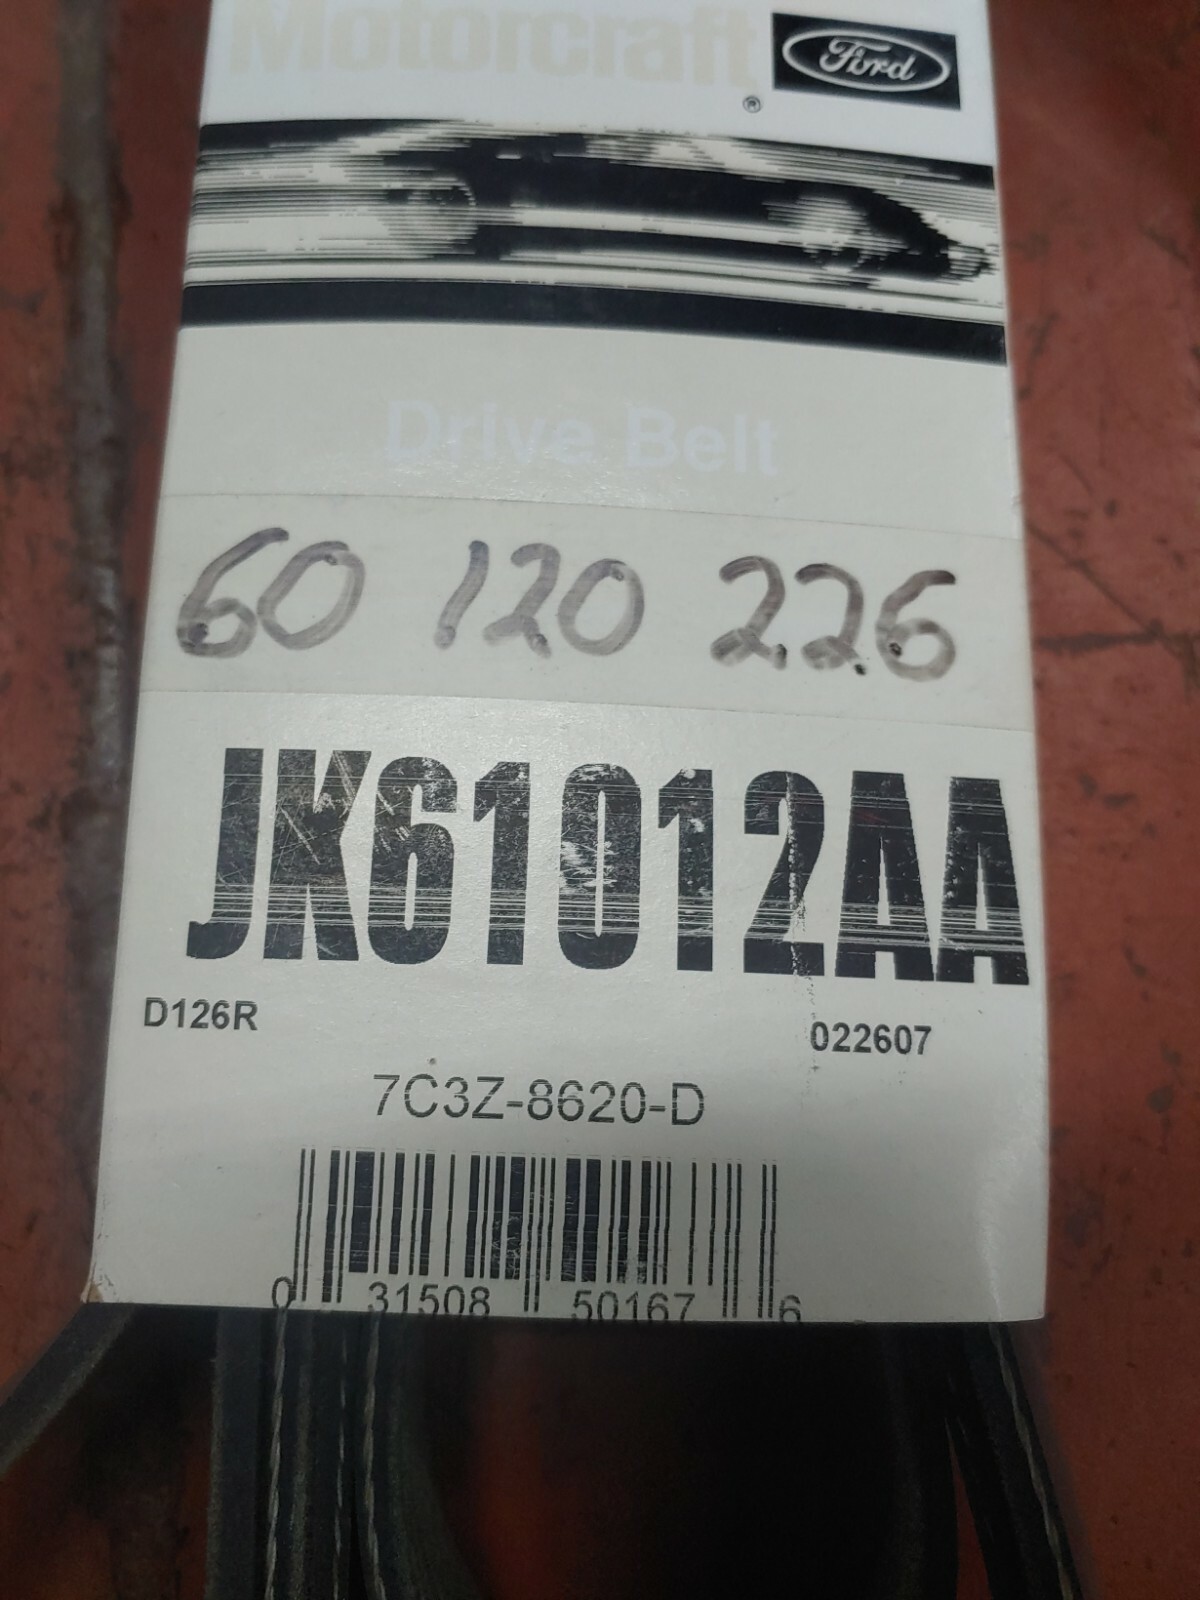 Motorcraft
Ford
®
Drive Belt
60 120 226
JK61012AA
D126R 022607
7C3Z-8620-D
0 31508 50167 6